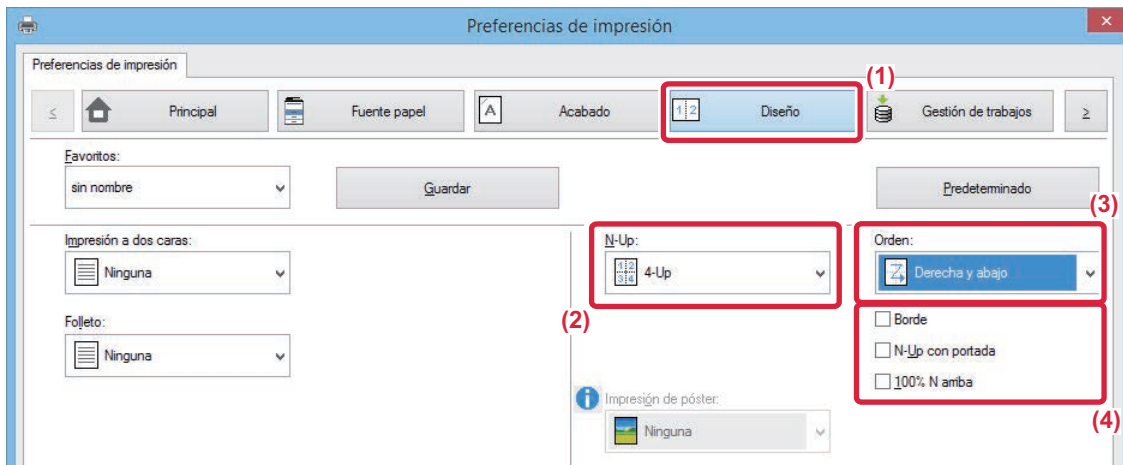 Preferencias de impresión
Preferencias de impresión
(1)
< Principal Fuente papel Acabado Diseño Gestión de trabajos >
Favoritos:
sin nombre Guardar Predeterminado
(3)
Impresión a dos caras: N-Up: Orden:
Ninguna 4-Up Derecha y abajo
(2)
Folleto: Borde
Ninguna N-Up con portada
100% N arriba
(4)
Impresión de póster:
Ninguna